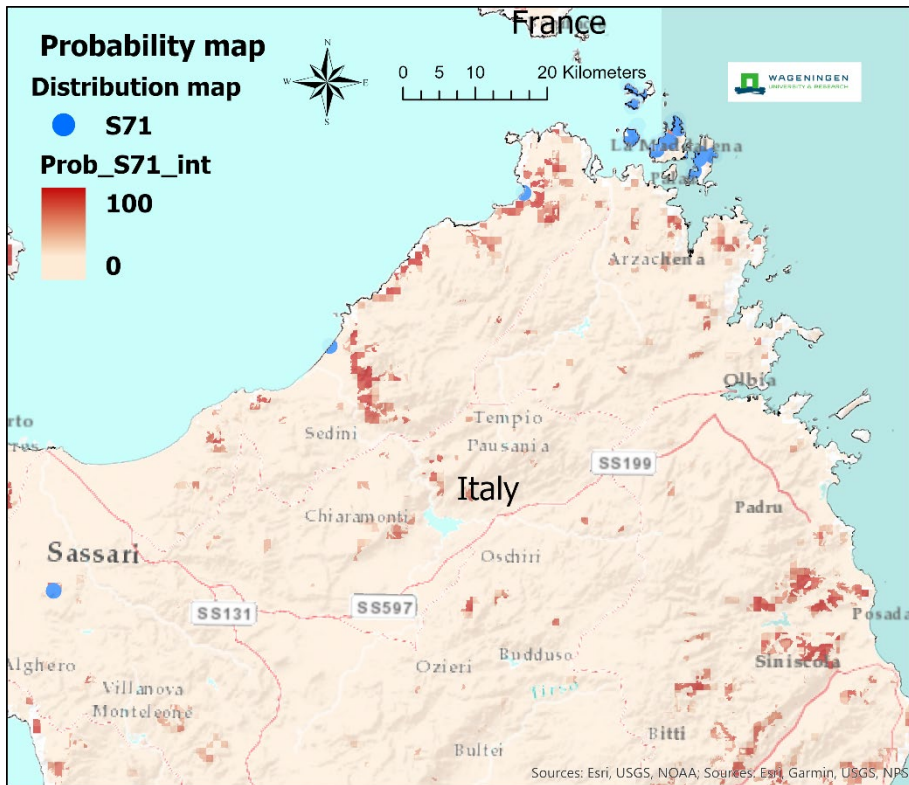 France
Probability map
Distribution map
S71
Prob_S71_int
100
0
N
W E
S
0 5 10 20 Kilometers
WAGENINGEN
UNIVERSITY & RESEARCH
La Maddalena
Palau
Arzachena
Olbia
Tempio
Pausania
Sedini
SS199
Italy
Padru
Chiaramonti
Sassari
Oschiri
SS131
SS597
Posada
Siniscola
Alghero
Ozieri
Budduso
Villanova
Monteleone
Tirso
Bitti
Bultei
Sources: Esri, USGS, NOAA; Sources: Esri, Garmin, USGS, NPS